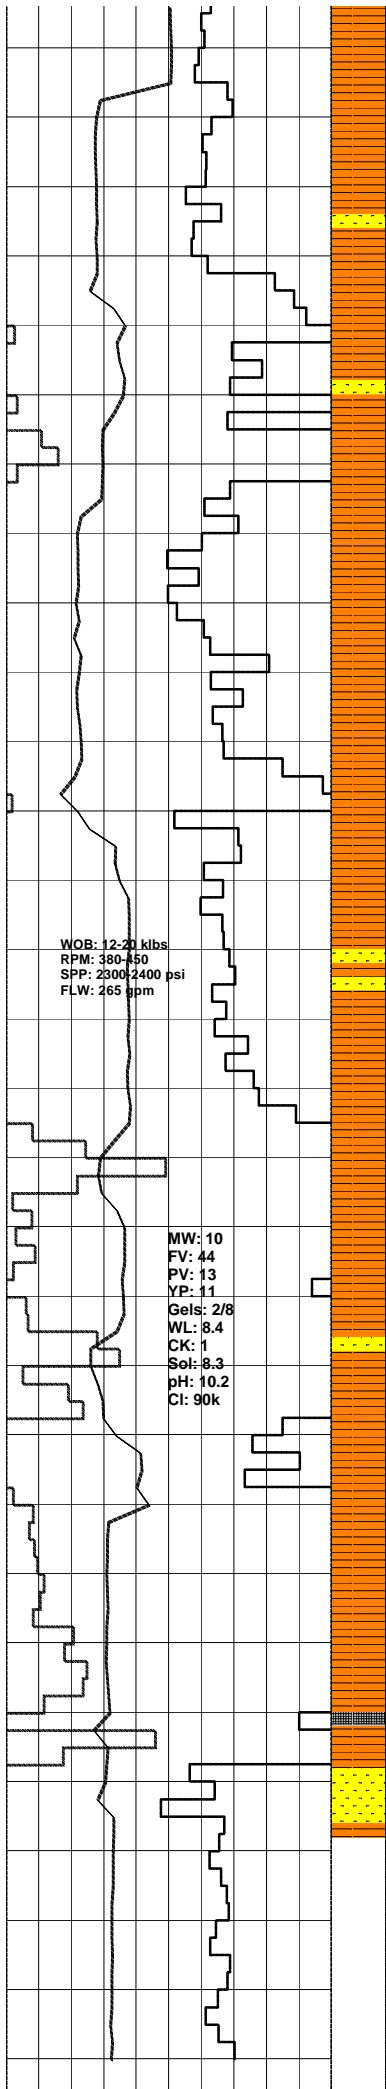 WOB: 12-20 klbs
RPM: 380-450
SPP: 2300-2400 psi
FLW: 265 gpm
MW: 10
FV: 44
PV: 13
YP: 11
Gels: 2/8
WL: 8.4
CK: 1
Sol: 8.3
pH: 10.2
Cl: 90k